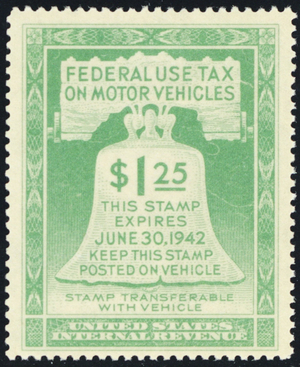 FEDERAL USE TAX
ON MOTOR VEHICLES
$1 25
THIS STAMP
EXPIRES
JUNE 30, 1942
KEEP THIS STAMP
POSTED ON VEHICLE
STAMP TRANSFERABLE
WITH VEHICLE
UNITED STATES
INTERNAL REVENUE